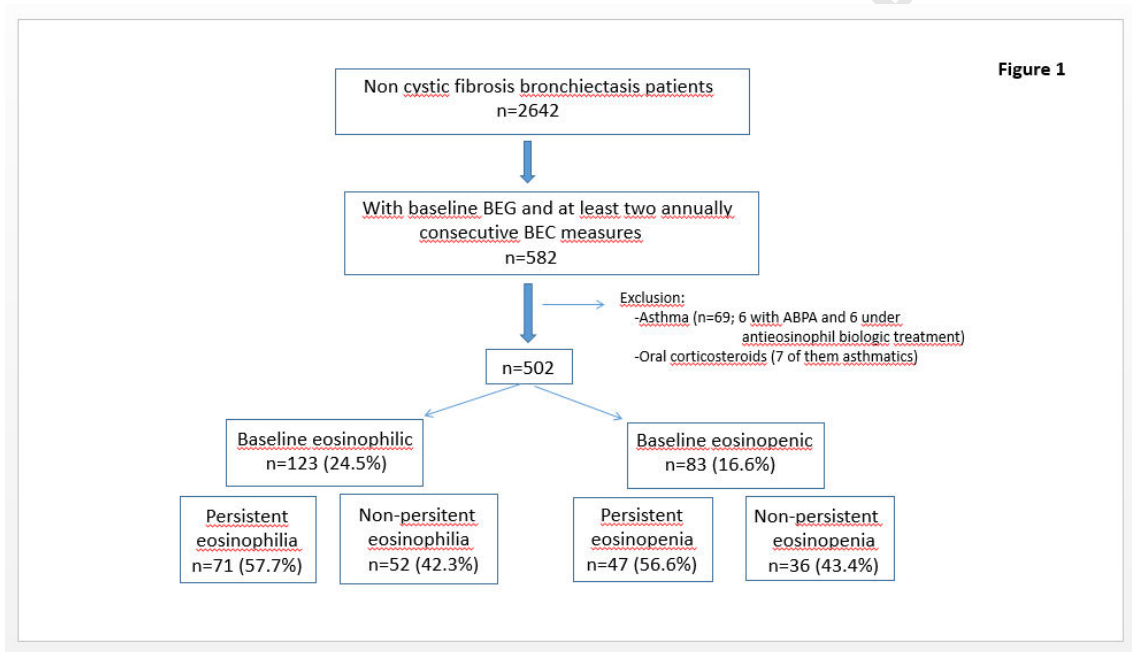 Figure 1
Non cystic fibrosis bronchiectasis patients
n=2642
With baseline BEG and at least two annually
consecutive BEC measures
n=582
Exclusion:
-Asthma (n=69; 6 with ABPA and 6 under
antieosinophil biologic treatment)
-Oral corticosteroids (7 of them asthmatics)
n=502
Baseline eosinophilic
n=123 (24.5%)
Baseline eosinopenic
n=83 (16.6%)
Persistent
eosinophilia
n=71 (57.7%)
Non-persitent
eosinophilia
n=52 (42.3%)
Persistent
eosinopenia
n=47 (56.6%)
Non-persistent
eosinopenia
n=36 (43.4%)